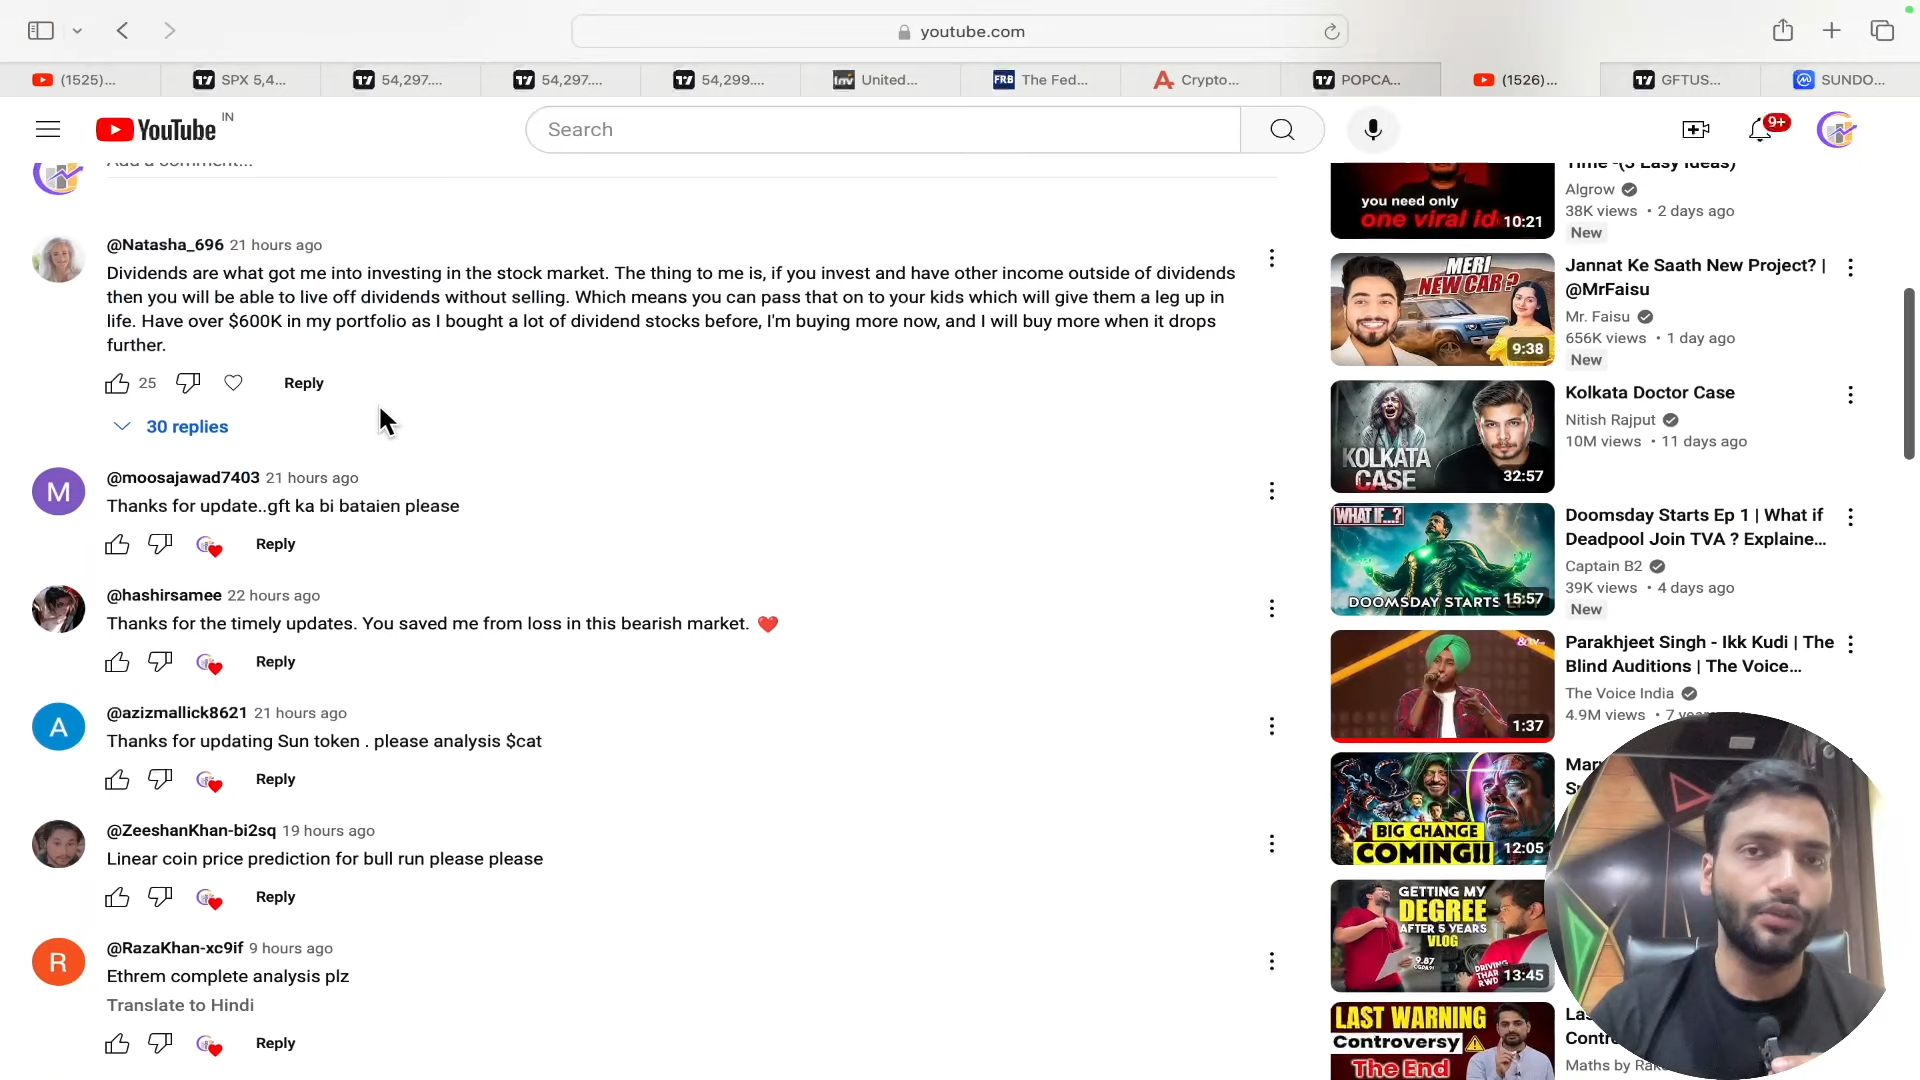 youtube.com
(1525)...
SPX 5,4...
54,297....
54,297....
54,299....
United...
The Fed...
Crypto...
POPCA...
(1526)...
GFTUS...
SUNDO...
YouTube IN
Search
9+
Add a comment...
@Natasha_696 21 hours ago
Dividends are what got me into investing in the stock market. The thing to me is, if you invest and have other income outside of dividends
then you will be able to live off dividends without selling. Which means you can pass that on to your kids which will give them a leg up in
life. Have over $600K in my portfolio as I bought a lot of dividend stocks before, I'm buying more now, and I will buy more when it drops
further.
25
Reply
30 replies
M
@moosajawad7403 21 hours ago
Thanks for update..gft ka bi bataien please
Reply
@hashirsamee 22 hours ago
Thanks for the timely updates. You saved me from loss in this bearish market. ❤️
Reply
A
@azizmallick8621 21 hours ago
Thanks for updating Sun token . please analysis $cat
Reply
@ZeeshanKhan-bi2sq 19 hours ago
Linear coin price prediction for bull run please please
Reply
R
@RazaKhan-xc9if 9 hours ago
Ethrem complete analysis plz
Translate to Hindi
Reply
you need only
one viral id
10:21
Time -(3 Easy Ideas)
Algrow
38K views • 2 days ago
New
MERI
NEW CAR?
9:38
Jannat Ke Saath New Project? |
@MrFaisu
Mr. Faisu
656K views • 1 day ago
New
KOLKATA
CASE
32:57
Kolkata Doctor Case
Nitish Rajput
10M views • 11 days ago
WHAT IF...?
DOOMSDAY STARTS
15:57
Doomsday Starts Ep 1 | What if
Deadpool Join TVA ? Explaine...
Captain B2
39K views • 4 days ago
New
1:37
Parakhjeet Singh - Ikk Kudi | The
Blind Auditions | The Voice...
The Voice India
4.9M views • 7
BIG CHANGE
COMING!!
12:05
GETTING MY
DEGREE
AFTER 5 YEARS
VLOG
9.87
CGPA?!
DRIVING
THAR
RWD
13:45
LAST WARNING
Controversy
The End
Maths by